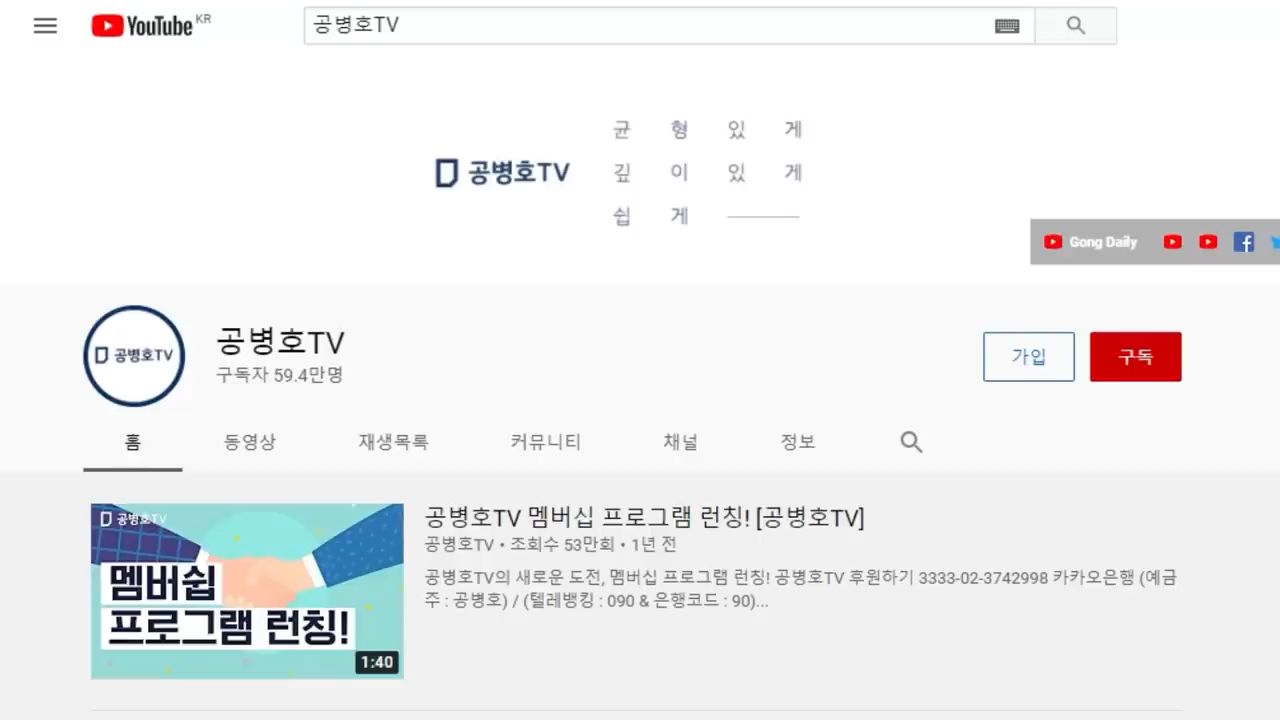 YouTube KR
공병호TV
균 형 있 게
공병호TV
깊 이 있 게
쉽 게
Gong Daily
공병호TV
공병호TV
구독자 59.4만명
가입
구독
홈 동영상 재생목록 커뮤니티 채널 정보
공병호TV
멤버쉽
프로그램 런칭!
1:40
공병호TV 멤버십 프로그램 런칭! [공병호TV]
공병호TV • 조회수 53만회 • 1년 전
공병호TV의 새로운 도전, 멤버십 프로그램 런칭! 공병호TV 후원하기 3333-02-3742998 카카오은행 (예금
주 : 공병호) / (텔레뱅킹 : 090 & 은행코드 : 90)...